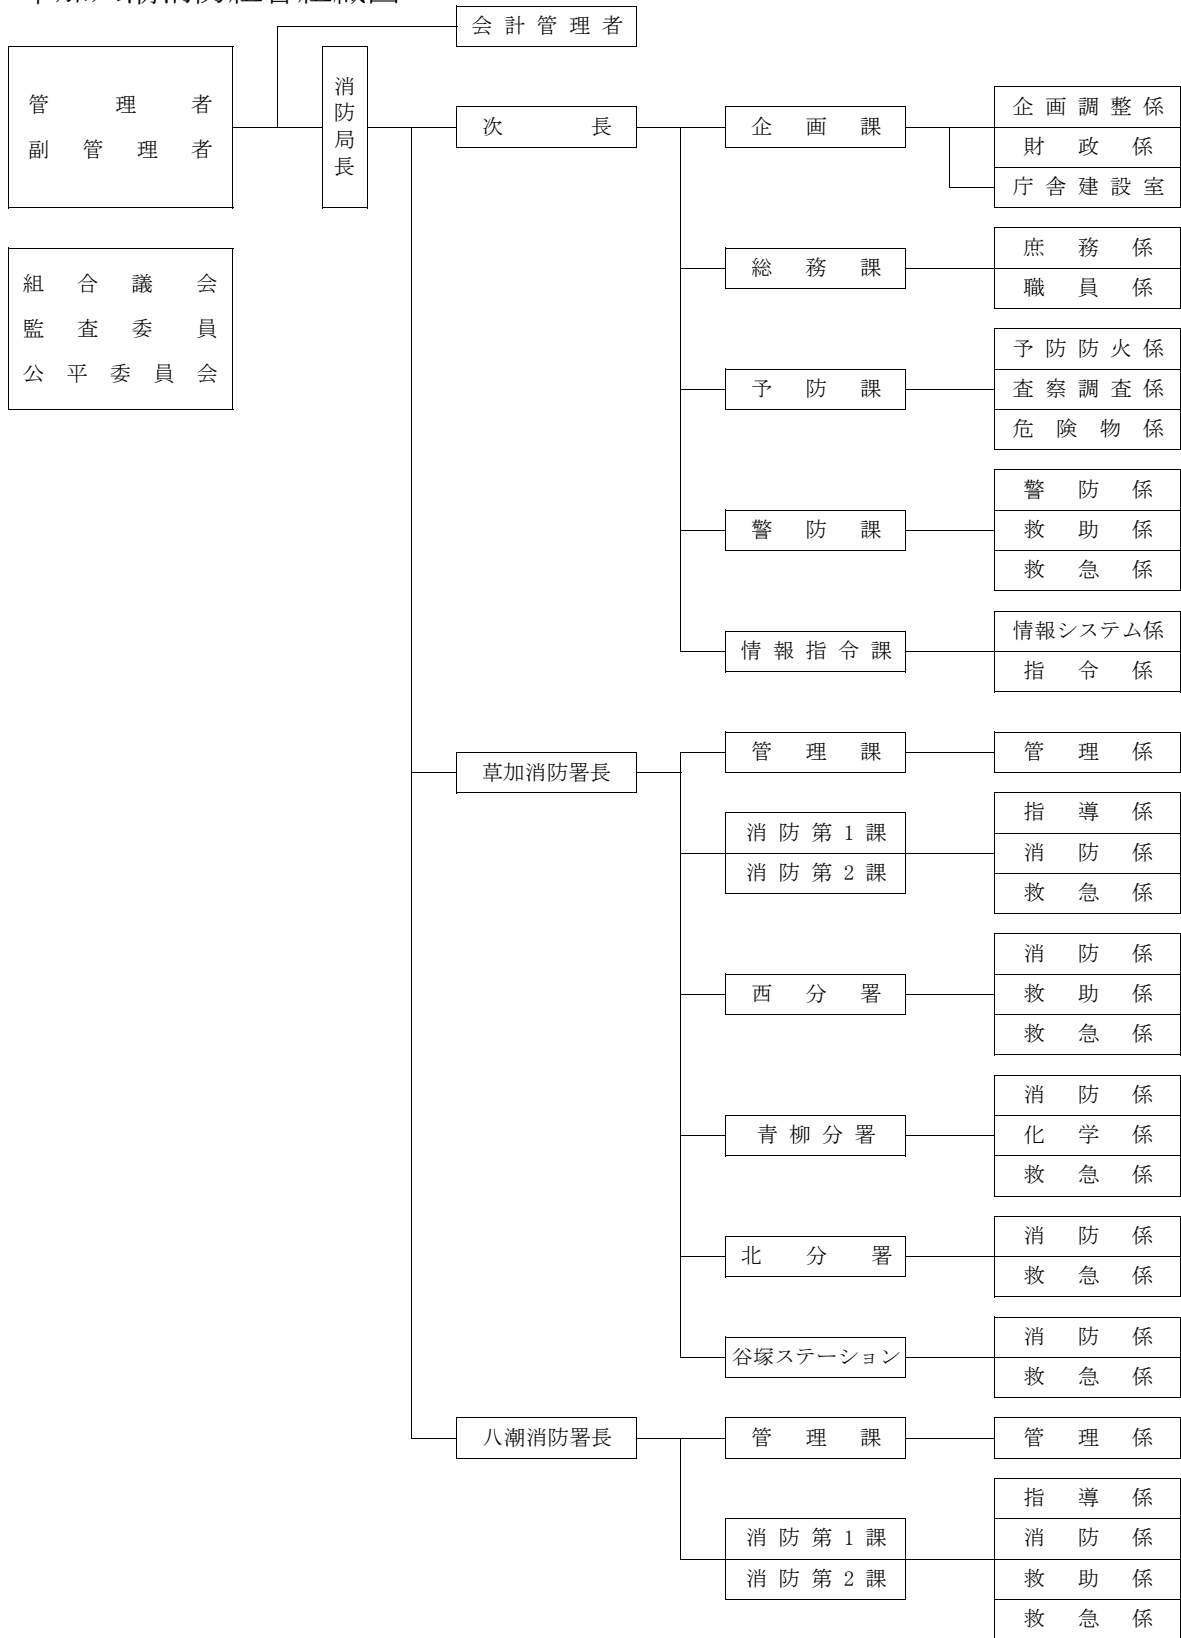 会計管理者
管理者
副管理者
消防局長
組合議会
監査委員
公平委員会
次長
企画課
企画調整係
財政係
庁舎建設室
総務課
庶務係
職員係
予防課
予防防火係
査察調査係
危険物係
警防課
警防係
救助係
救急係
情報指令課
情報システム係
指令係
草加消防署長
管理課
管理係
消防第1課
消防第2課
指導係
消防係
救急係
西分署
消防係
救助係
救急係
青柳分署
消防係
化学係
救急係
北分署
消防係
救急係
谷塚ステーション
消防係
救急係
八潮消防署長
管理課
管理係
消防第1課
消防第2課
指導係
消防係
救助係
救急係